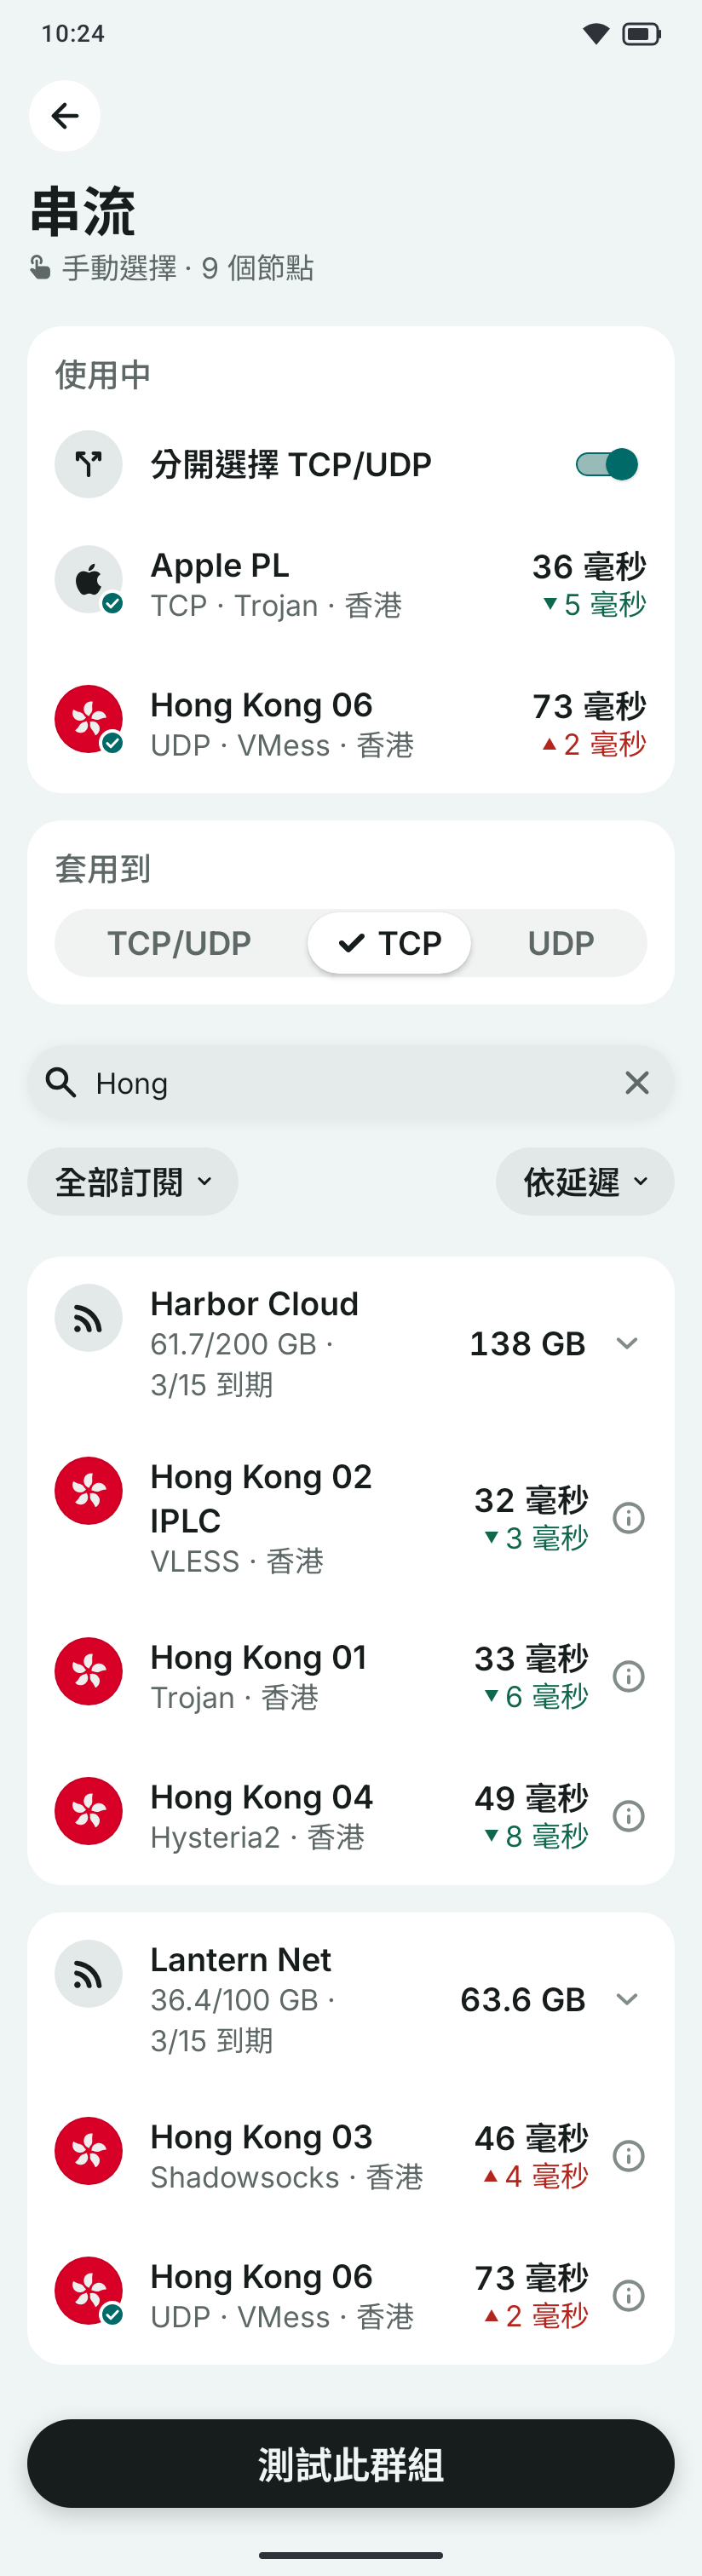 10:24
串流
手動選擇 · 9 個節點
使用中
分開選擇 TCP/UDP
Apple PL
36 毫秒
TCP · Trojan · 香港
▼5 毫秒
Hong Kong 06
73 毫秒
UDP · VMess · 香港
▲2 毫秒
套用到
TCP/UDP
TCP
UDP
Hong
全部訂閱
依延遲
Harbor Cloud
61.7/200 GB ·
3/15 到期
138 GB
Hong Kong 02
IPLC
VLESS · 香港
32 毫秒
▼3 毫秒
Hong Kong 01
33 毫秒
Trojan · 香港
▼6 毫秒
Hong Kong 04
49 毫秒
Hysteria2 · 香港
▼8 毫秒
Lantern Net
36.4/100 GB ·
3/15 到期
63.6 GB
Hong Kong 03
46 毫秒
Shadowsocks · 香港
▲4 毫秒
Hong Kong 06
73 毫秒
UDP · VMess · 香港
▲2 毫秒
測試此群組